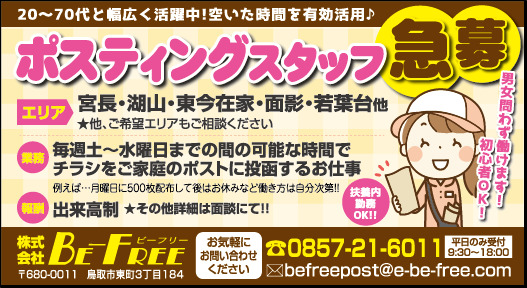 20〜70代と幅広く活躍中!空いた時間を有効活用♪
ポスティングスタッフ
急募
エリア
宮長・湖山・東今在家・面影・若葉台他
★他、ご希望エリアもご相談ください
業務
毎週土〜水曜日までの間の可能な時間で
チラシをご家庭のポストに投函するお仕事
例えば…月曜日に500枚配布して後はお休みなど働き方は自分次第!!
報酬
出来高制 ★その他詳細は面談にて!!
男女問わず働けます!
初心者OK!
扶養内
勤務
OK!!
株式
会社
BE-FREE
ビーフリー
〒680-0011 鳥取市東町3丁目184
お気軽に
お問い合わせ
ください
☎0857-21-6011
平日のみ受付
9:30〜18:00
✉befreepost@e-be-free.com